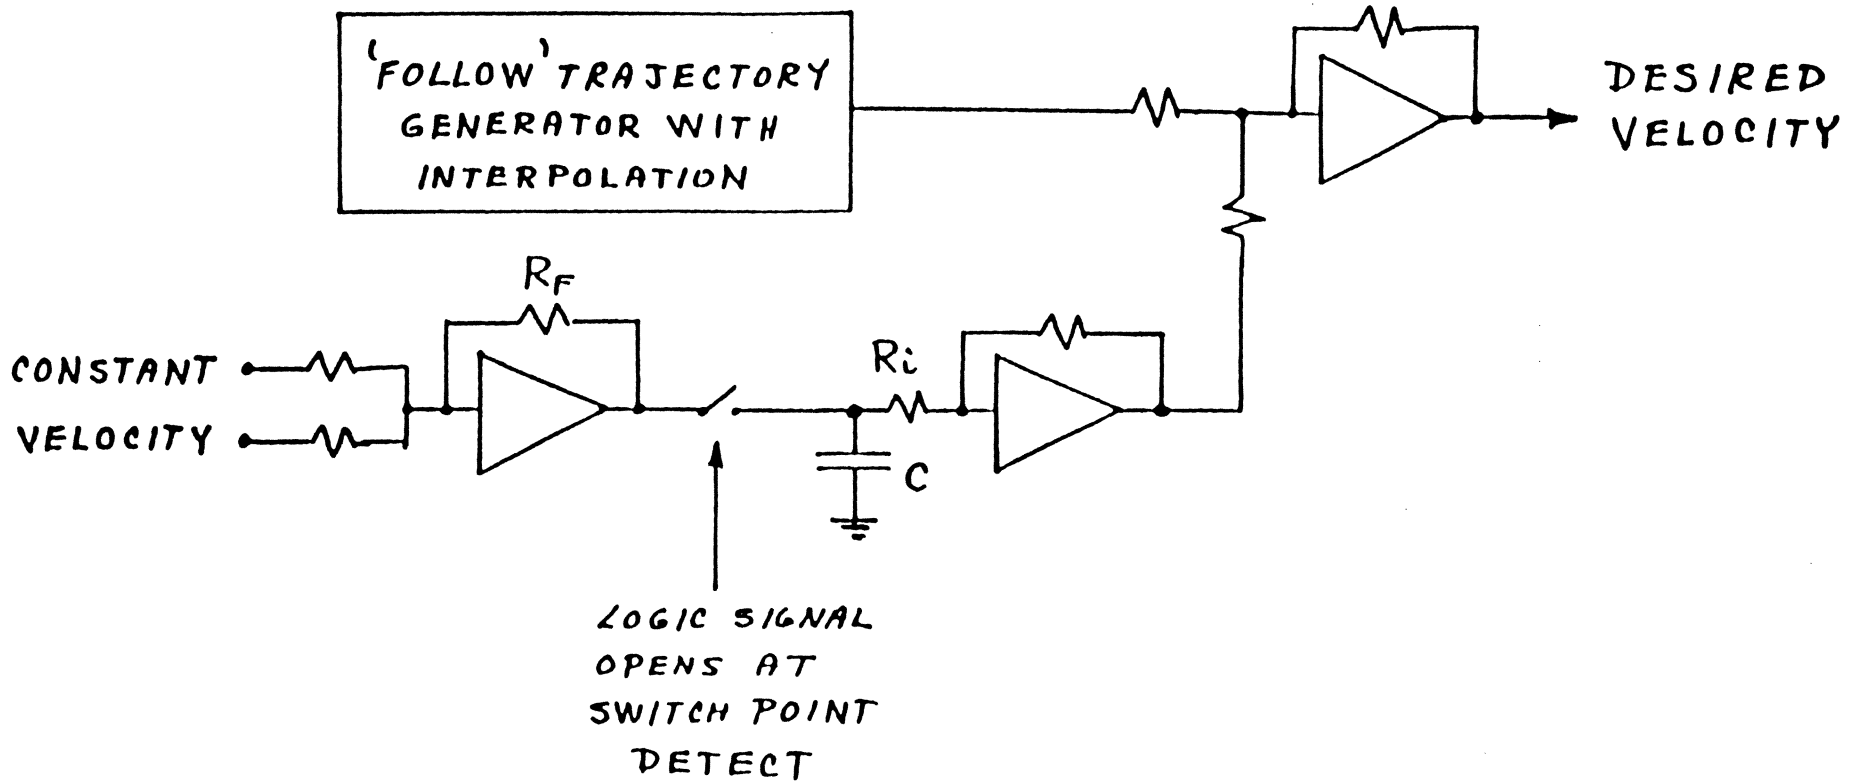 'FOLLOW' TRAJECTORY
GENERATOR WITH
INTERPOLATION
DESIRED
VELOCITY
RF
CONSTANT
VELOCITY
Ri
C
LOGIC SIGNAL
OPENS AT
SWITCH POINT
DETECT